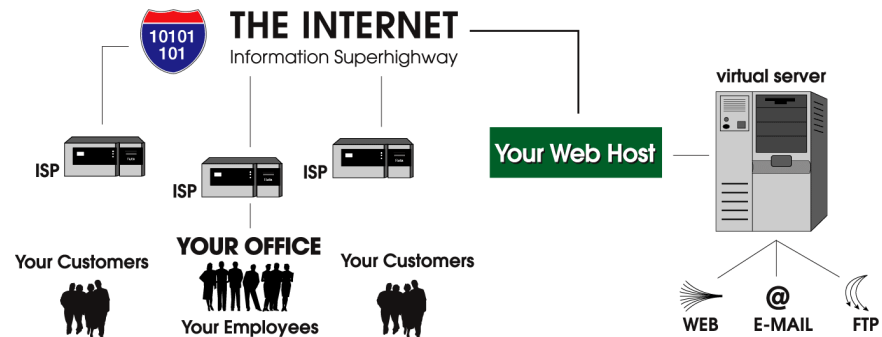 10101
101
THE INTERNET
Information Superhighway
virtual server
ISP
ISP
ISP
Your Web Host
YOUR OFFICE
Your Customers
Your Customers
Your Employees
@
WEB
E-MAIL
FTP